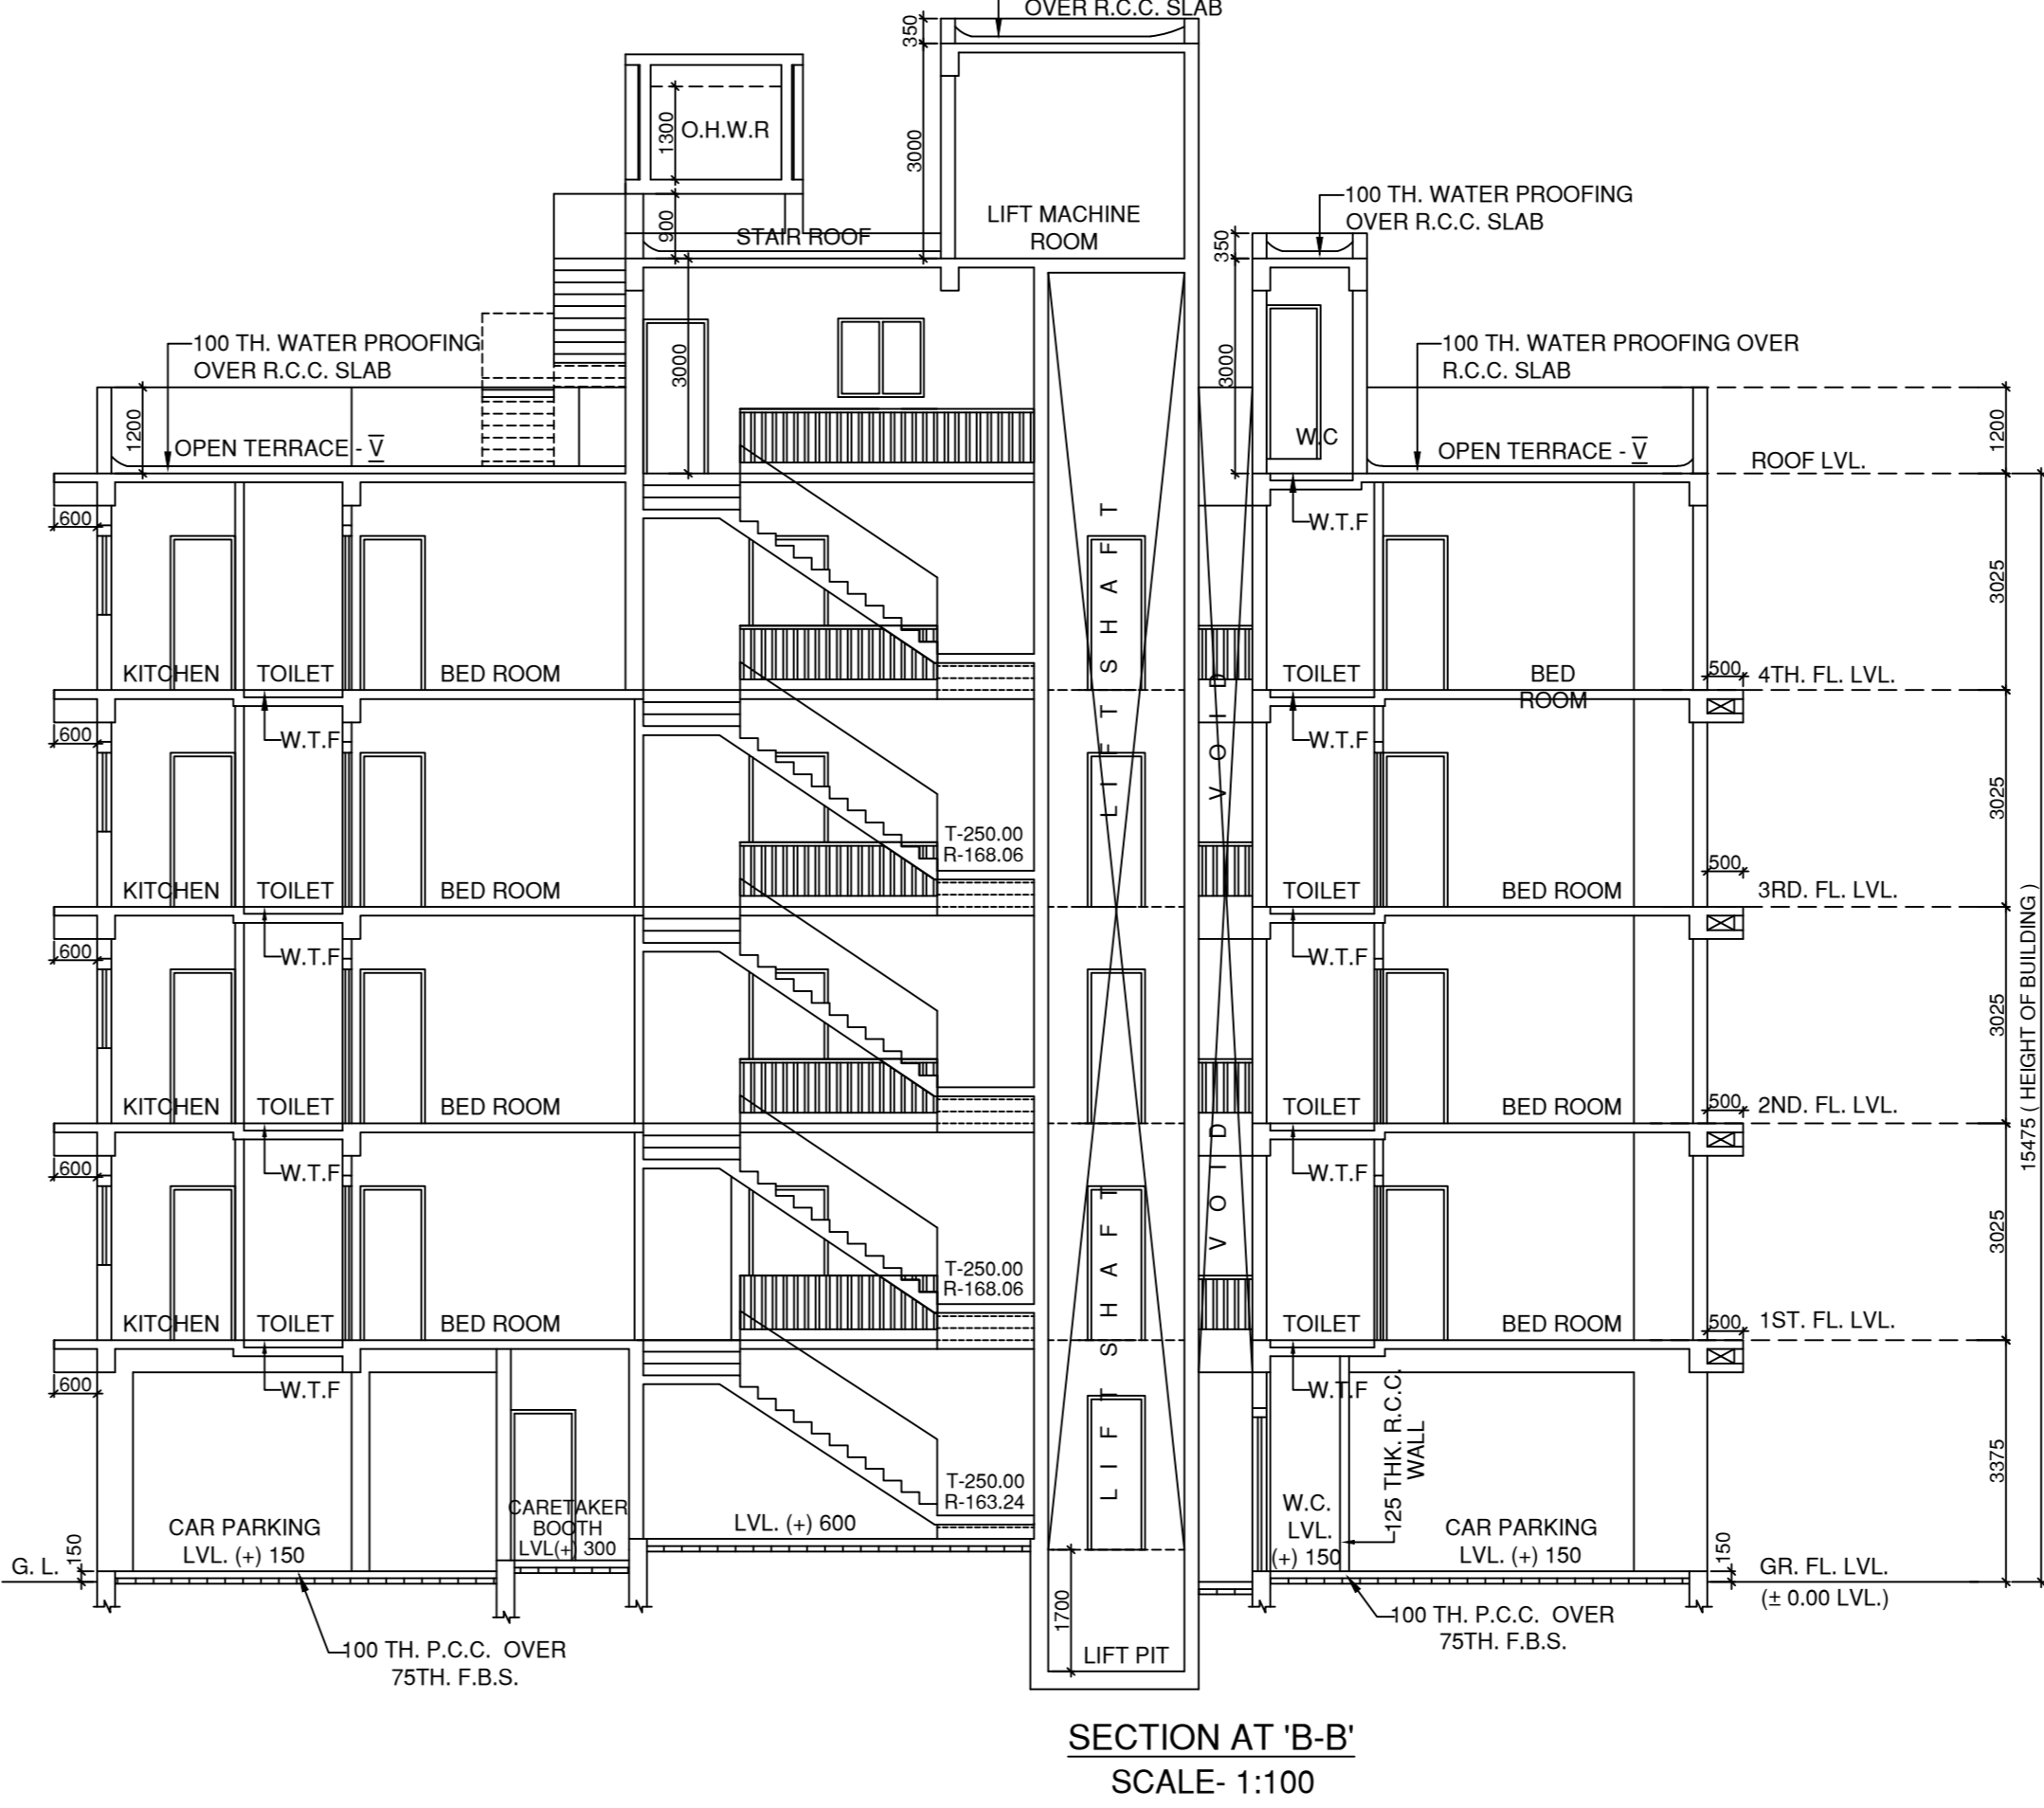 OVER R.C.C. SLAB
350
3000
LIFT MACHINE
ROOM
O.H.W.R
1300
900
STAIR ROOF
3000
100 TH. WATER PROOFING
OVER R.C.C. SLAB
350
3000
W.C
100 TH. WATER PROOFING
OVER R.C.C. SLAB
1200
OPEN TERRACE - V
100 TH. WATER PROOFING OVER
R.C.C. SLAB
OPEN TERRACE - V
1200
ROOF LVL.
600
W.T.F
3025
KITCHEN TOILET BED ROOM
TOILET BED
ROOM
500
4TH. FL. LVL.
600
W.T.F
W.T.F
3025
T-250.00
R-168.06
KITCHEN TOILET BED ROOM
TOILET BED ROOM
500
3RD. FL. LVL.
600
W.T.F
W.T.F
3025
KITCHEN TOILET BED ROOM
TOILET BED ROOM
500
2ND. FL. LVL.
600
W.T.F
W.T.F
3025
T-250.00
R-168.06
KITCHEN TOILET BED ROOM
TOILET BED ROOM
500
1ST. FL. LVL.
600
W.T.F
W.T.F
LIFT SHAFT
LIFT SHAFT
LIFT SHAFT
VOID
VOID
15475 ( HEIGHT OF BUILDING )
3375
T-250.00
R-163.24
125 THK. R.C.C.
WALL
CAR PARKING
LVL. (+) 150
CARETAKER
BOOTH
LVL(+) 300
LVL. (+) 600
W.C.
LVL.
(+) 150
CAR PARKING
LVL. (+) 150
150
G. L.
150
GR. FL. LVL.
(± 0.00 LVL.)
100 TH. P.C.C. OVER
75TH. F.B.S.
1700
LIFT PIT
100 TH. P.C.C. OVER
75TH. F.B.S.
SECTION AT 'B-B'
SCALE- 1:100